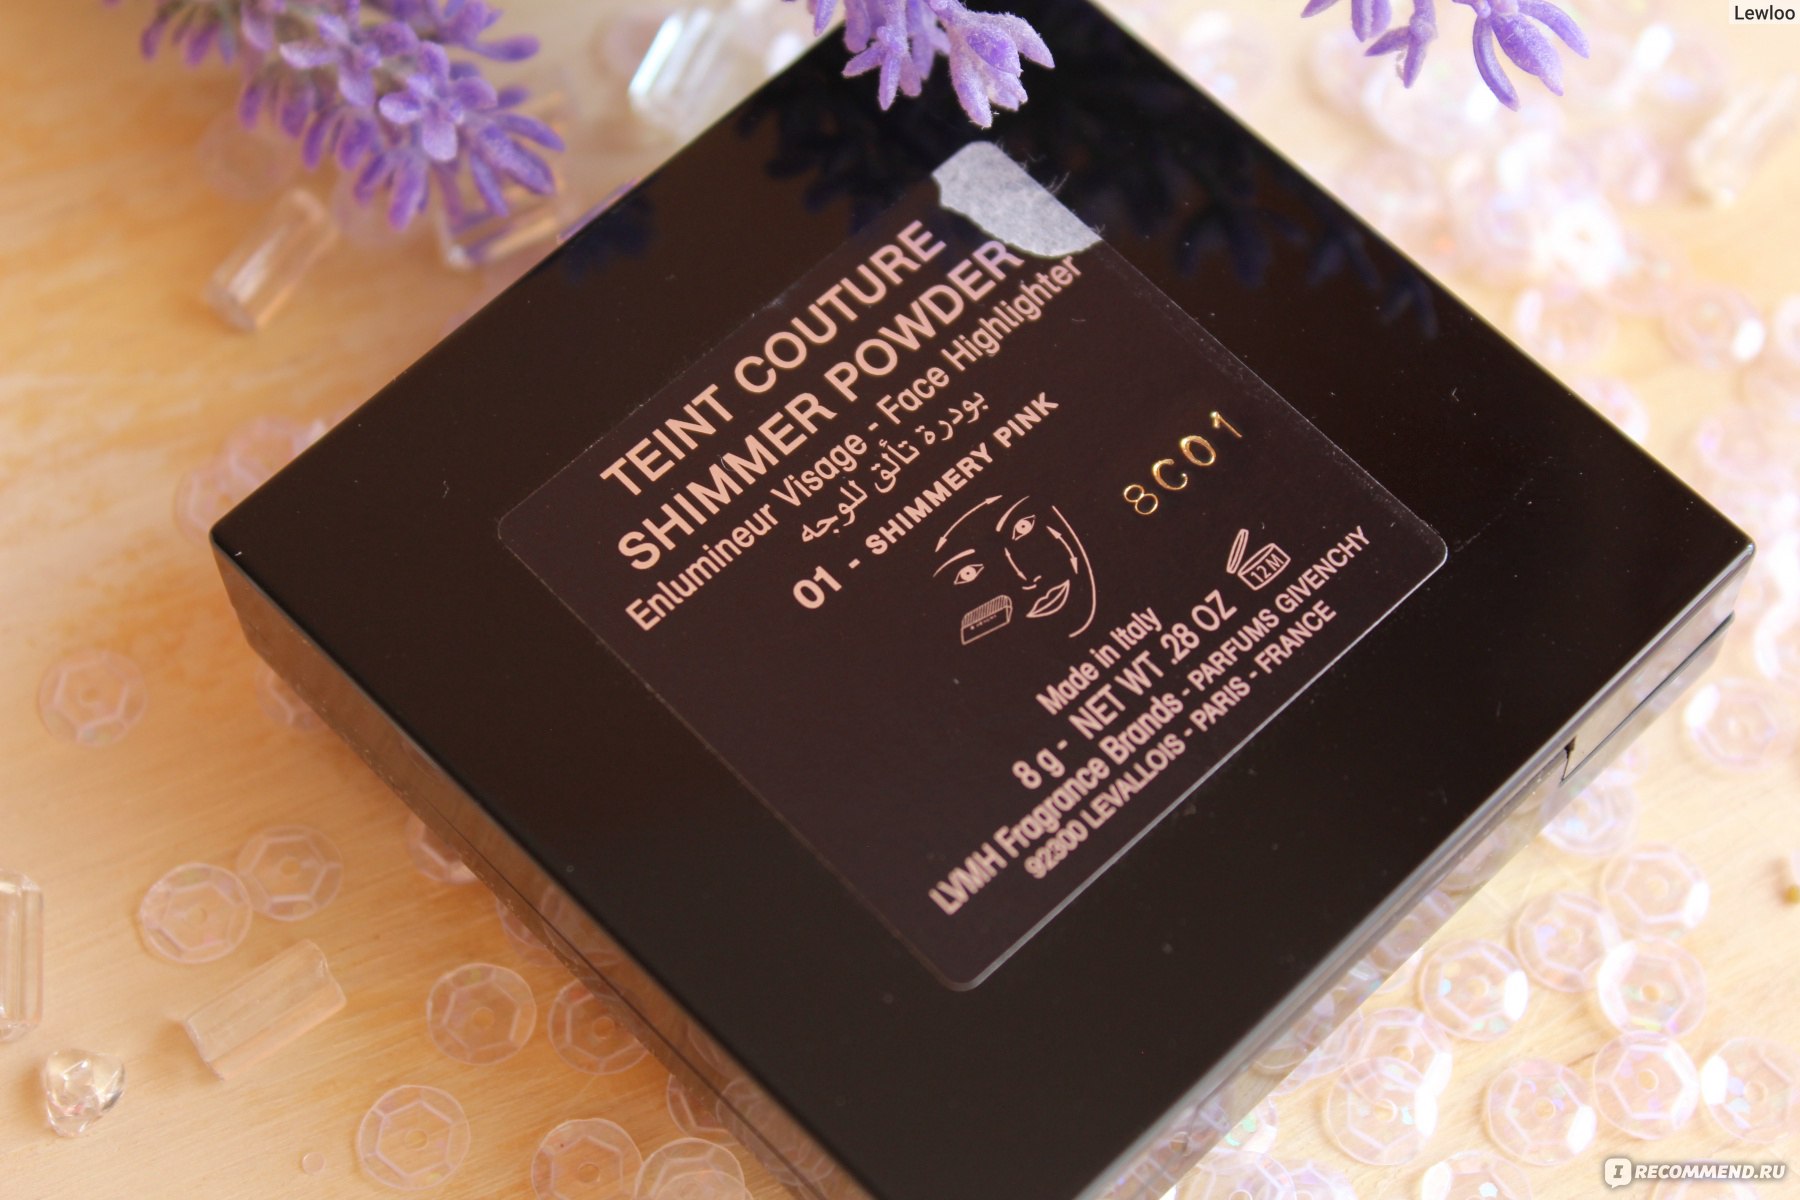 Lewloo
TEINT COUTURE
SHIMMER POWDER
Enlumineur Visage - Face Highlighter
بودرة تألق للوجه
01 - SHIMMERY PINK
8C01
12M
Made in Italy
8 g - NET WT .28 OZ
LVMH Fragrance Brands - PARFUMS GIVENCHY
92300 LEVALLOIS - PARIS - FRANCE
IRECOMMEND.RU